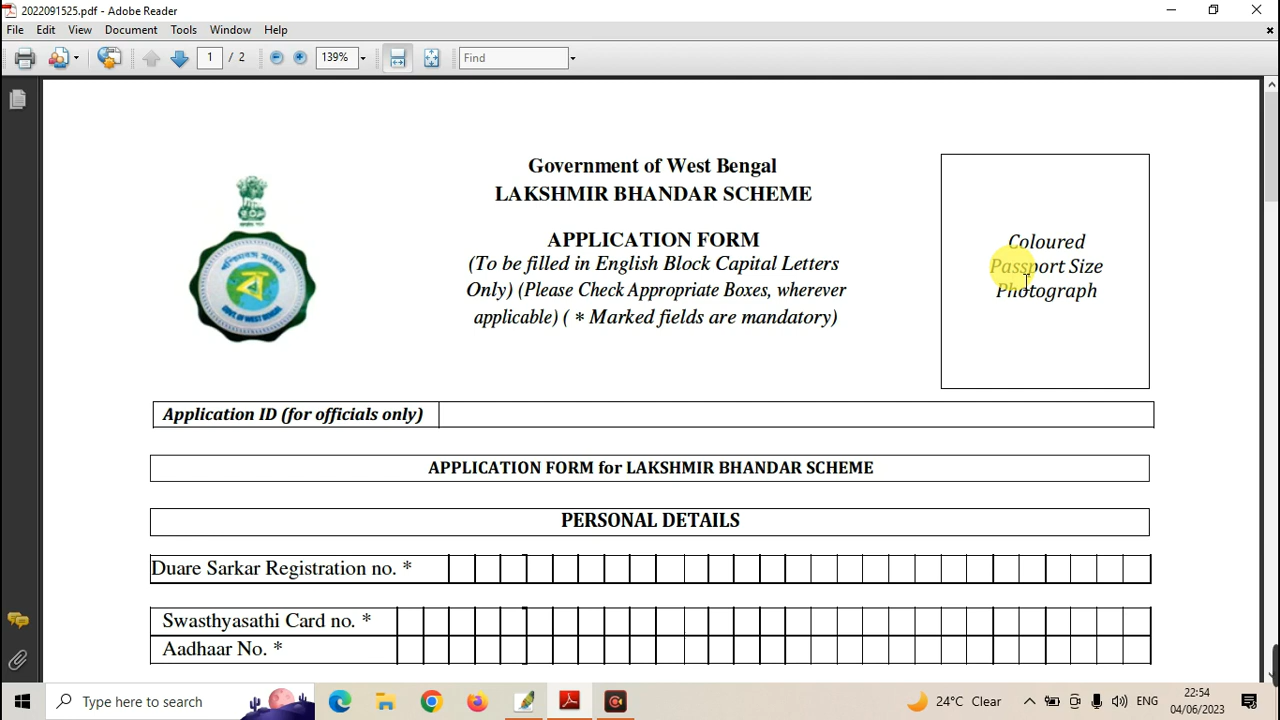 2022091525.pdf - Adobe Reader
File Edit View Document Tools Window Help
1 / 2 139% Find
Government of West Bengal
LAKSHMIR BHANDAR SCHEME
APPLICATION FORM
(To be filled in English Block Capital Letters
Only) (Please Check Appropriate Boxes, wherever
applicable) ( * Marked fields are mandatory)
Coloured
Passport Size
Photograph
Application ID (for officials only)
APPLICATION FORM for LAKSHMIR BHANDAR SCHEME
PERSONAL DETAILS
Duare Sarkar Registration no. *
Swasthyasathi Card no. *
Aadhaar No. *
Type here to search
24°C Clear
ENG
22:54
04/06/2023